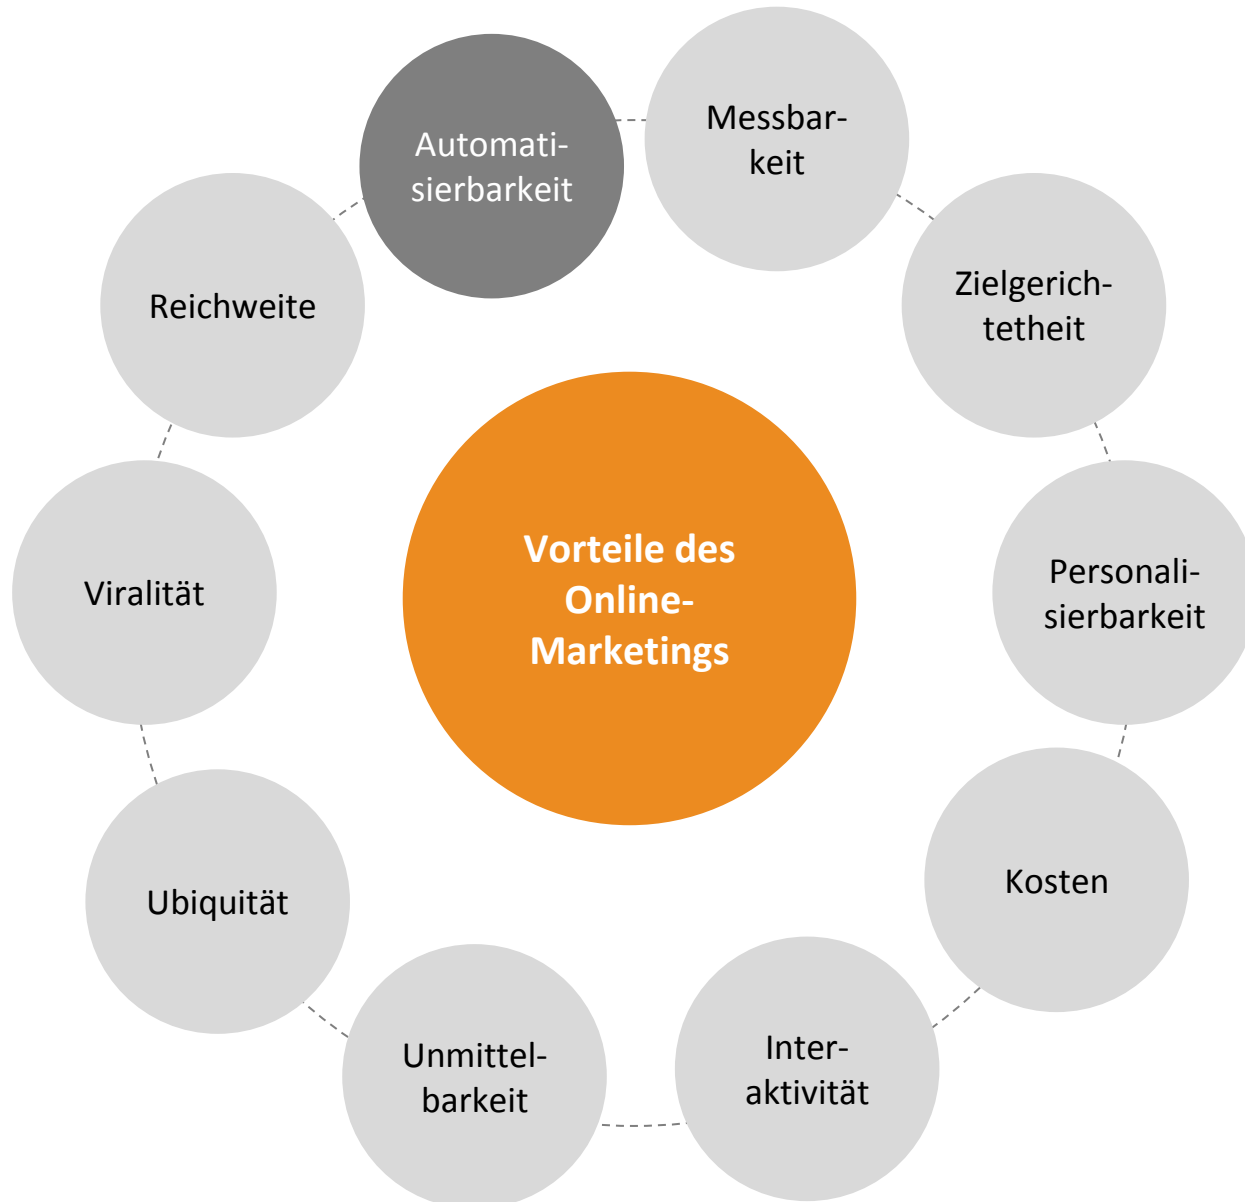 Automati-
sierbarkeit
Messbar-
keit
Zielgerich-
tetheit
Personali-
sierbarkeit
Kosten
Inter-
aktivität
Unmittel-
barkeit
Ubiquität
Viralität
Reichweite
Vorteile des
Online-
Marketings